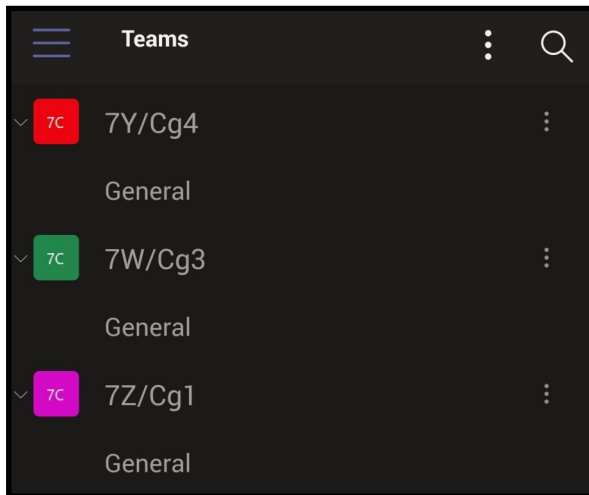 Teams
7C 7Y/Cg4
General
7C 7W/Cg3
General
7C 7Z/Cg1
General